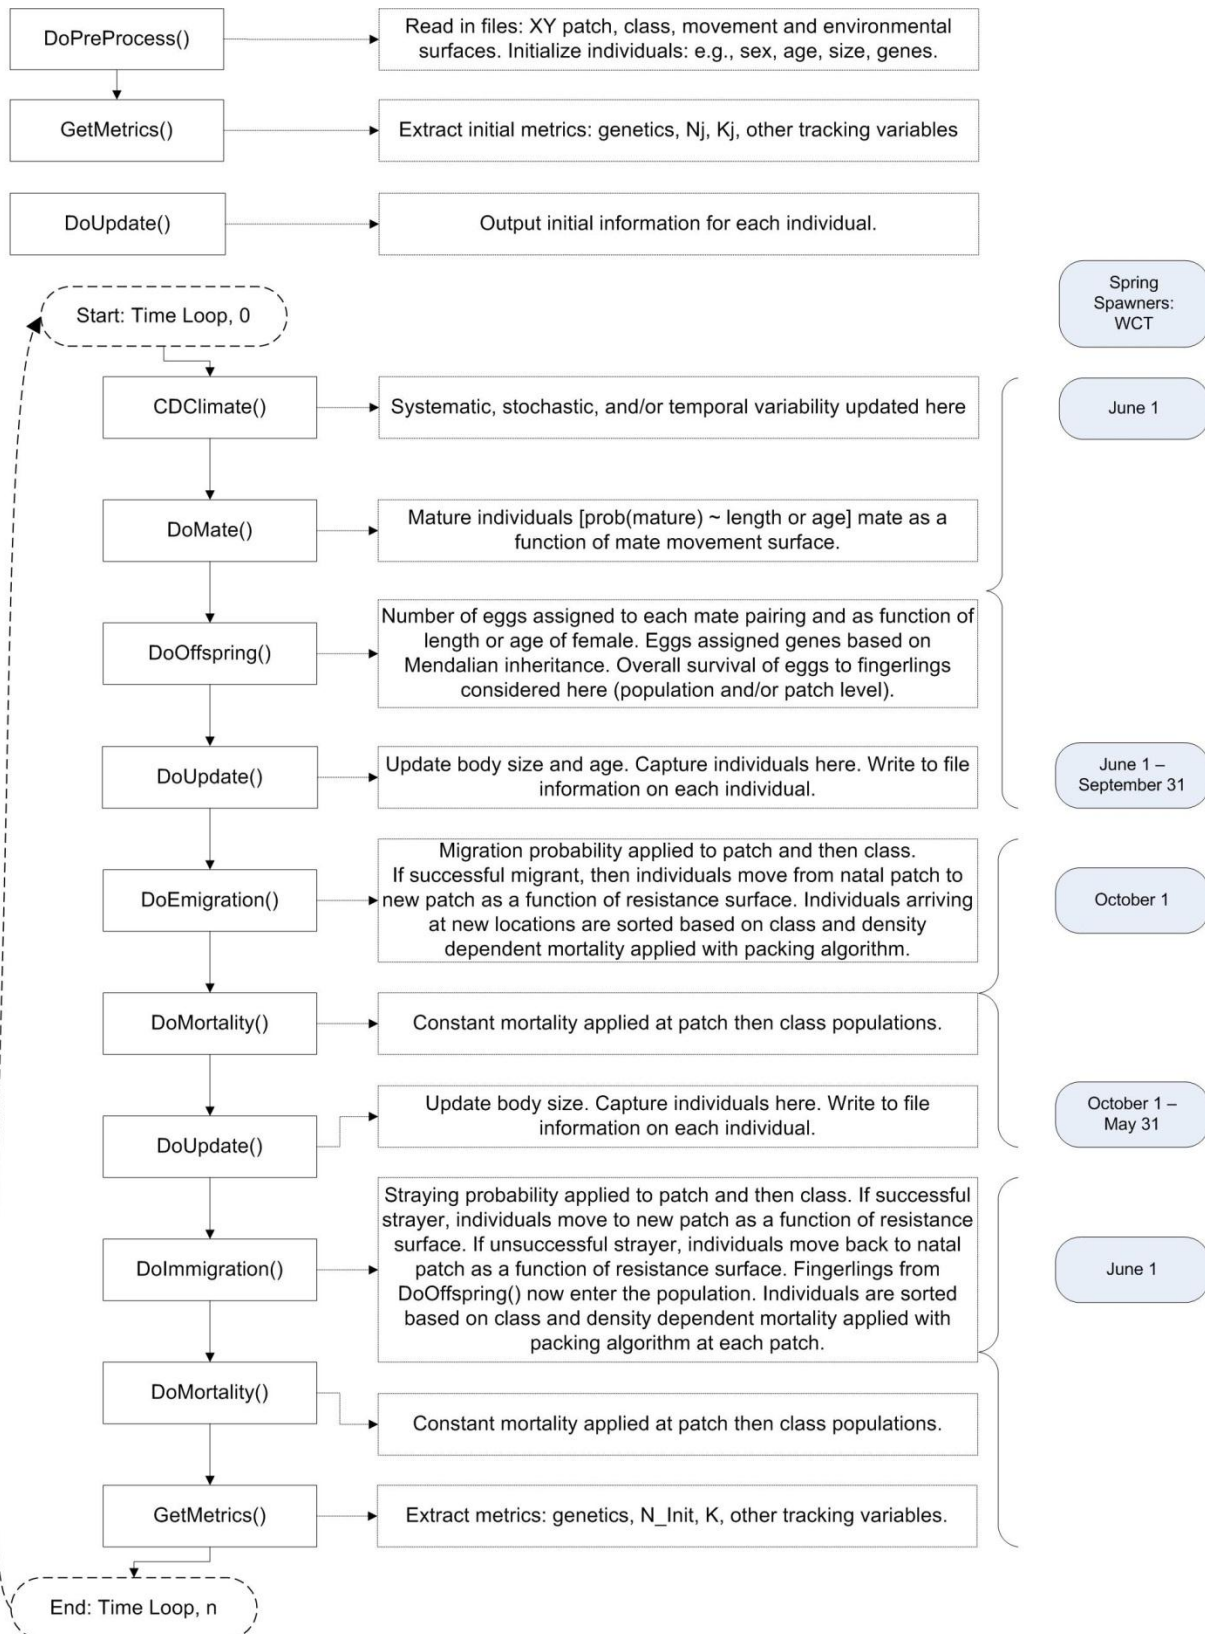 DoPreProcess()
Read in files: XY patch, class, movement and environmental
surfaces. Initialize individuals: e.g., sex, age, size, genes.
GetMetrics()
Extract initial metrics: genetics, Nj, Kj, other tracking variables
DoUpdate()
Output initial information for each individual.
Spring
Spawners:
WCT
Start: Time Loop, 0
CDClimate()
Systematic, stochastic, and/or temporal variability updated here
June 1
DoMate()
Mature individuals [prob(mature) ~ length or age] mate as a
function of mate movement surface.
DoOffspring()
Number of eggs assigned to each mate pairing and as function of
length or age of female. Eggs assigned genes based on
Mendalian inheritance. Overall survival of eggs to fingerlings
considered here (population and/or patch level).
DoUpdate()
Update body size and age. Capture individuals here. Write to file
information on each individual.
June 1 –
September 31
DoEmigration()
Migration probability applied to patch and then class.
If successful migrant, then individuals move from natal patch to
new patch as a function of resistance surface. Individuals arriving
at new locations are sorted based on class and density
dependent mortality applied with packing algorithm.
October 1
DoMortality()
Constant mortality applied at patch then class populations.
DoUpdate()
Update body size. Capture individuals here. Write to file
information on each individual.
October 1 –
May 31
DoImmigration()
Straying probability applied to patch and then class. If successful
strayer, individuals move to new patch as a function of resistance
surface. If unsuccessful strayer, individuals move back to natal
patch as a function of resistance surface. Fingerlings from
DoOffspring() now enter the population. Individuals are sorted
based on class and density dependent mortality applied with
packing algorithm at each patch.
June 1
DoMortality()
Constant mortality applied at patch then class populations.
GetMetrics()
Extract metrics: genetics, N_Init, K, other tracking variables.
End: Time Loop, n